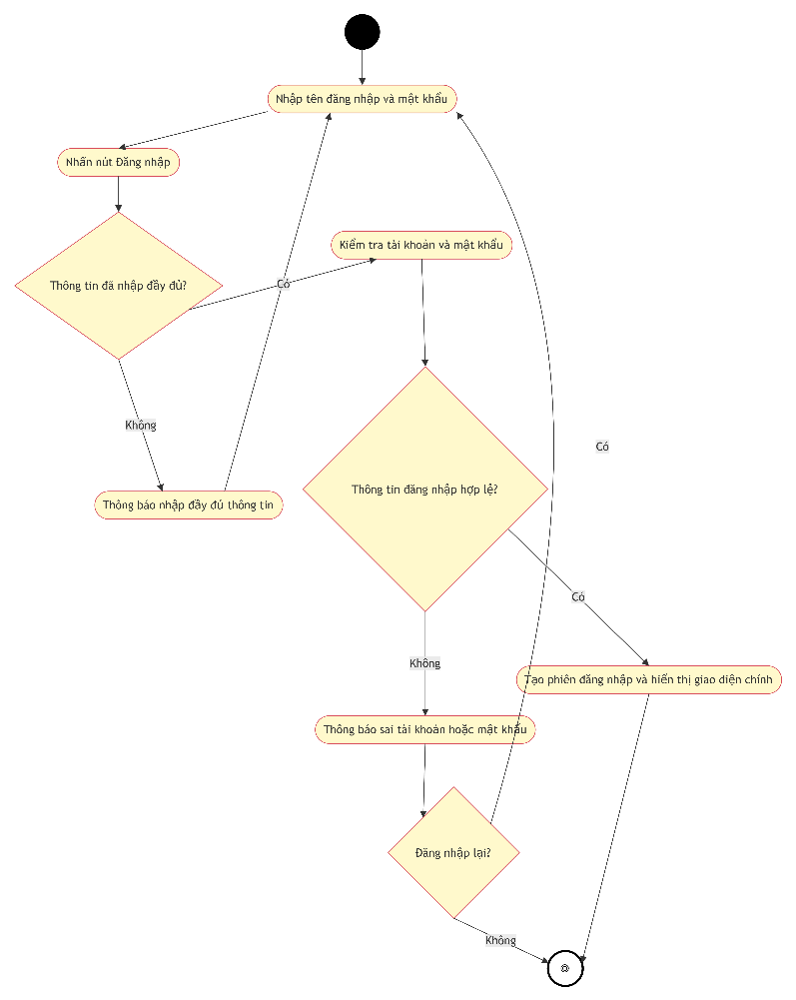 Nhập tên đăng nhập và mật khẩu
Nhấn nút Đăng nhập
Kiểm tra tài khoản và mật khẩu
Thông tin đã nhập đầy đủ?
Có
Không
Có
Thông tin đăng nhập hợp lệ?
Thông báo nhập đầy đủ thông tin
Có
Không
Tạo phiên đăng nhập và hiển thị giao diện chính
Thông báo sai tài khoản hoặc mật khẩu
Đăng nhập lại?
Không
◎